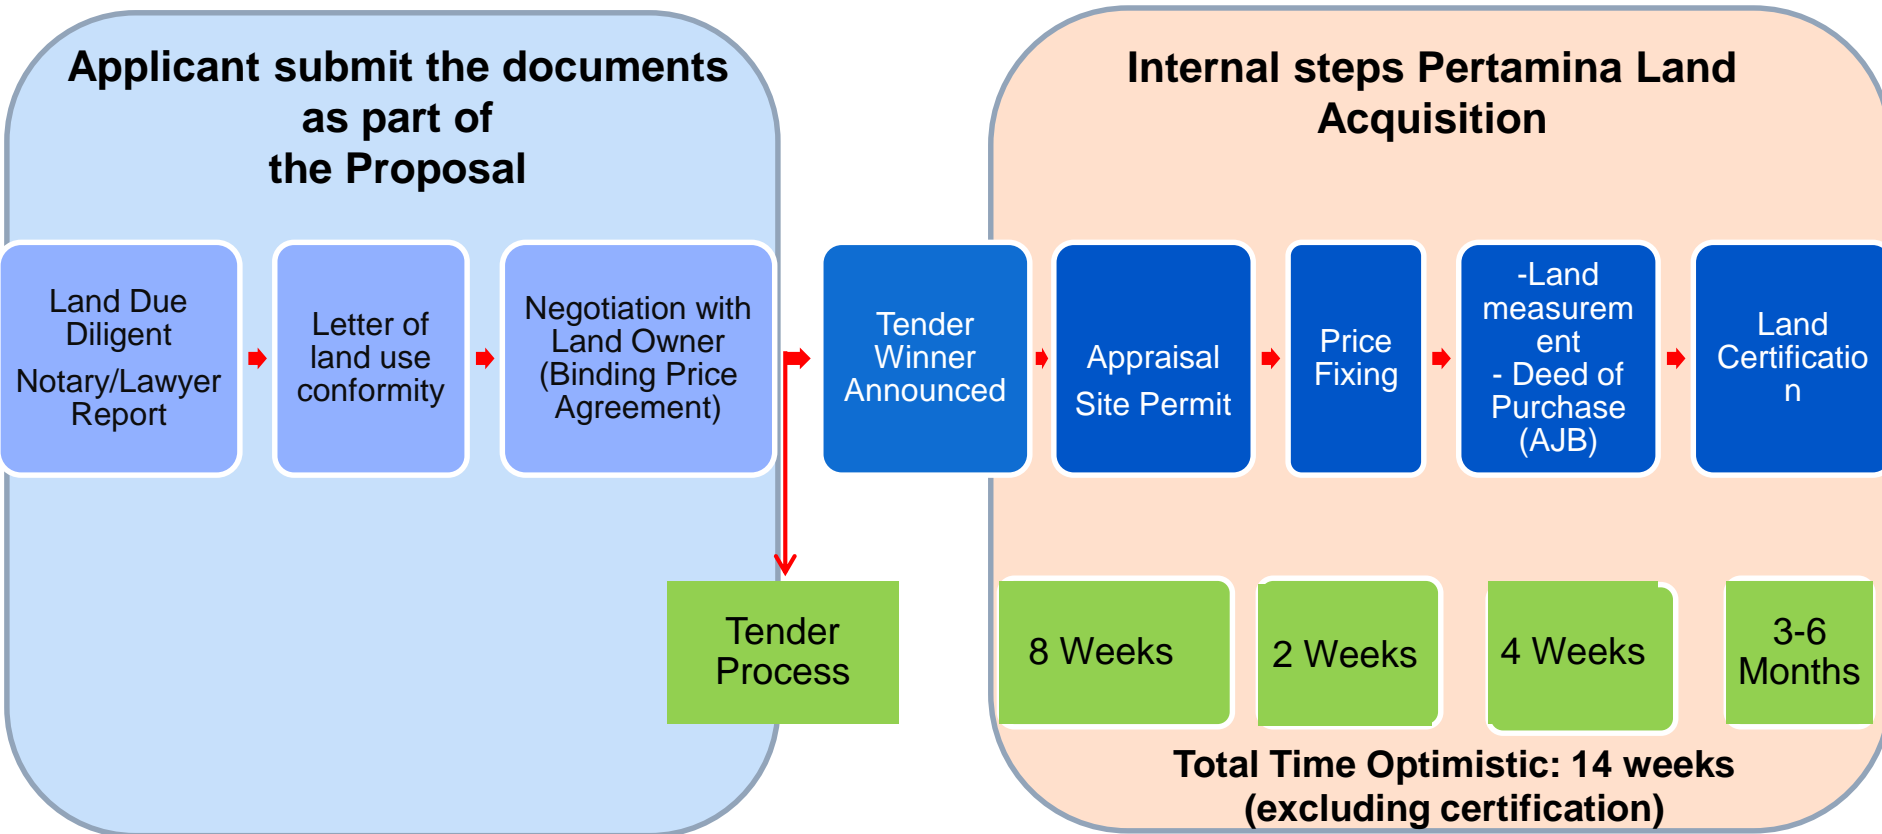 Applicant submit the documents
as part of
the Proposal
Internal steps Pertamina Land
Acquisition
Land Due
Diligent
Notary/Lawyer
Report
Letter of
land use
conformity
Negotiation with
Land Owner
(Binding Price
Agreement)
Tender
Winner
Announced
Appraisal
Site Permit
Price
Fixing
-Land
measurem
ent
- Deed of
Purchase
(AJB)
Land
Certificatio
n
Tender
Process
8 Weeks
2 Weeks
4 Weeks
3-6
Months
Total Time Optimistic: 14 weeks
(excluding certification)